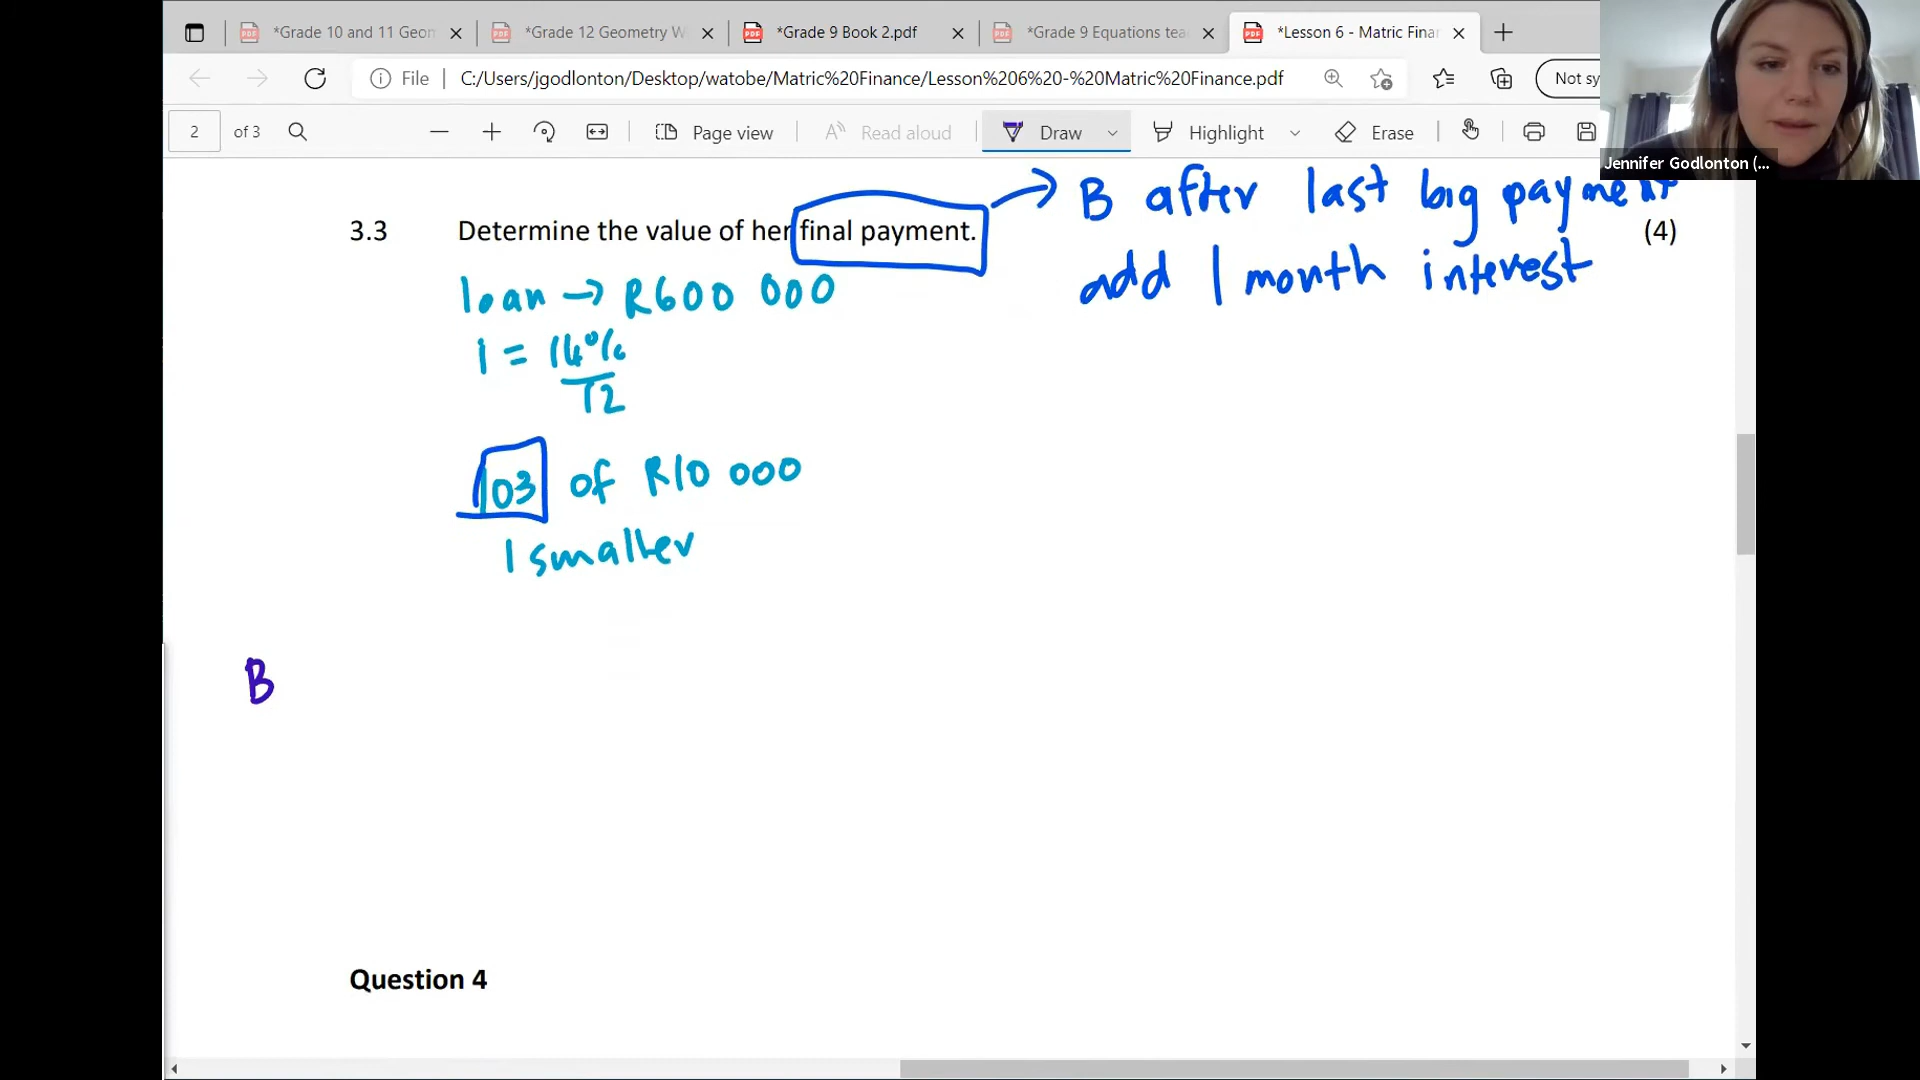 *Grade 10 and 11 Geom
*Grade 12 Geometry W
*Grade 9 Book 2.pdf
*Grade 9 Equations tea
*Lesson 6 - Matric Finan
File
C:/Users/jgodlonton/Desktop/watobe/Matric%20Finance/Lesson%206%20-%20Matric%20Finance.pdf
Not sy
2 of 3
Page view
Read aloud
Draw
Highlight
Erase
Jennifer Godlonton (...
B after last big payment
3.3 Determine the value of her final payment. (4)
add 1 month interest
loan → R600 000
i = 14%
12
103 of R10 000
1 smaller
B
Question 4